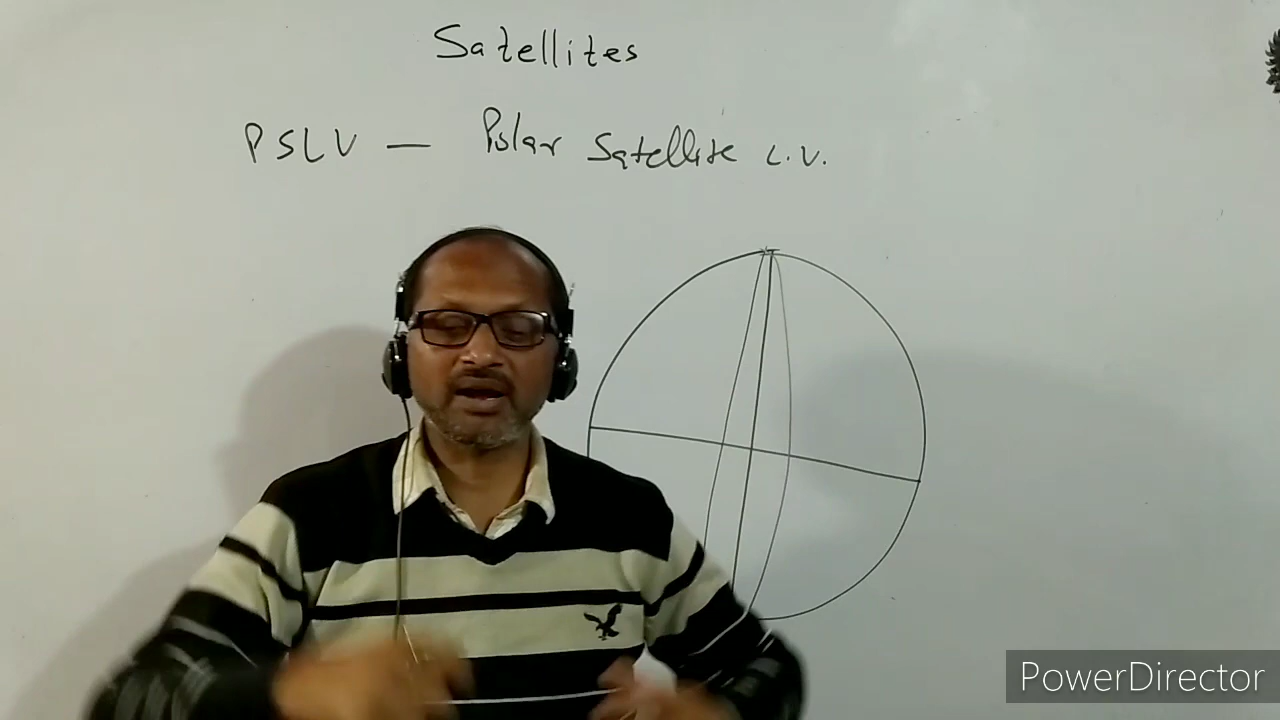 Satellites
PSLV — Polar Satellite L.V.
PowerDirector